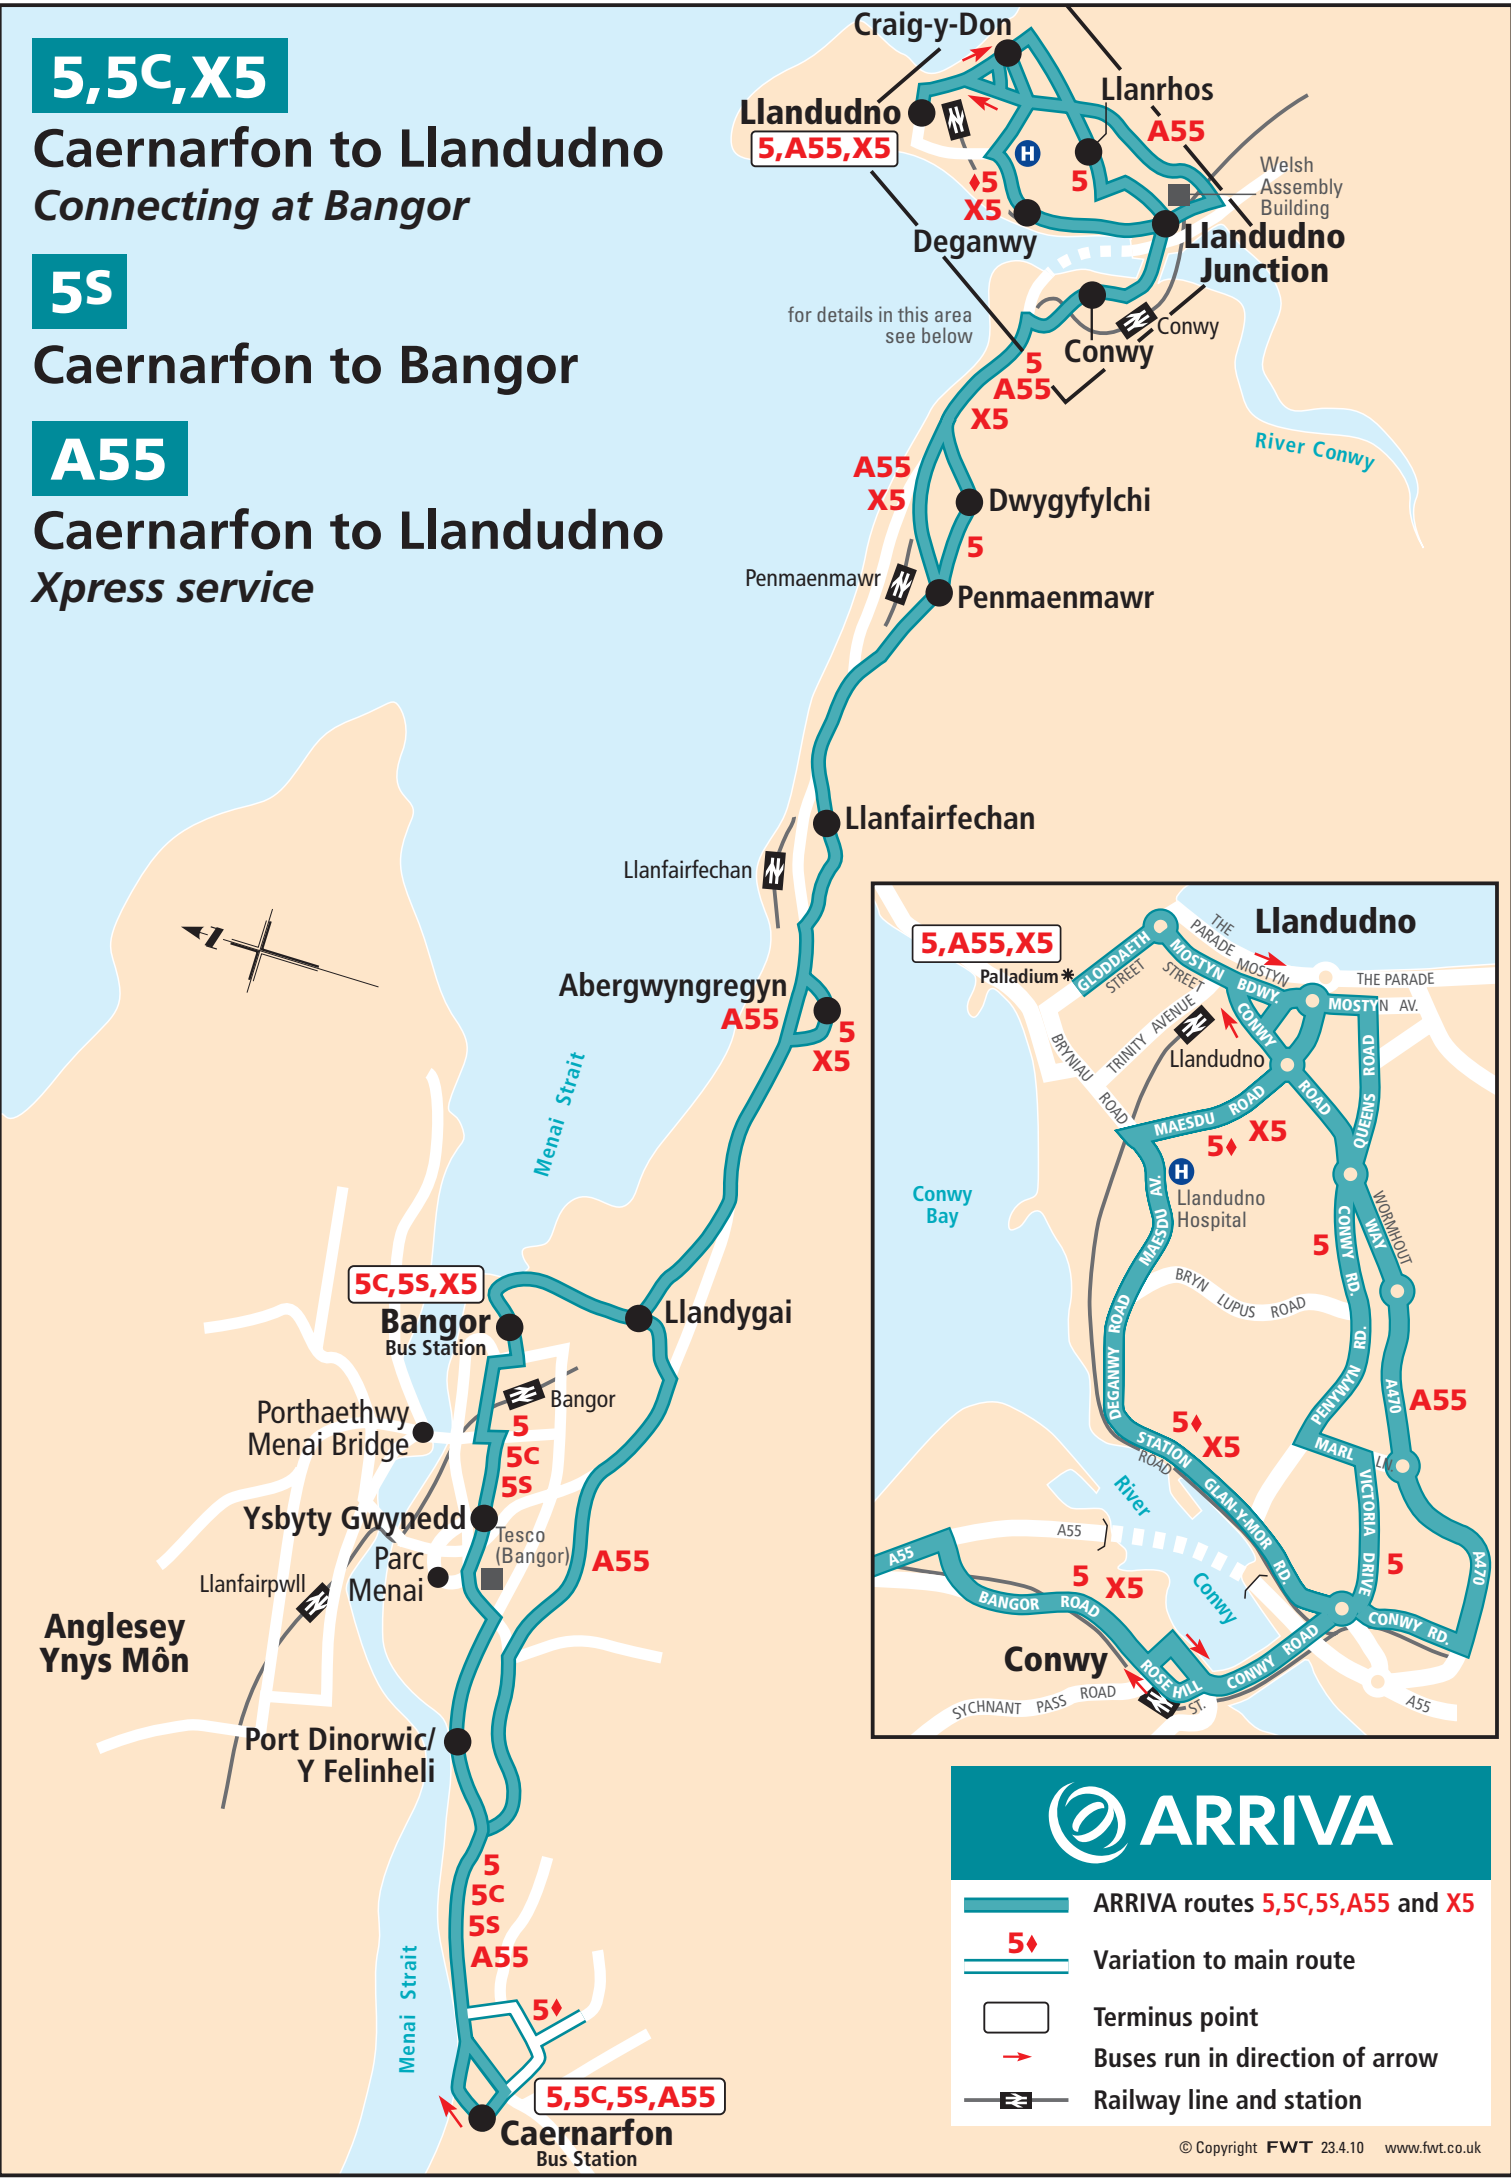 5,5C,X5
Caernarfon to Llandudno
Connecting at Bangor
5S
Caernarfon to Bangor
A55
Caernarfon to Llandudno
Xpress service
Craig-y-Don
Llanrhos
Llandudno
5,A55,X5
A55
Welsh
Assembly
Building
♦5
X5
5
Deganwy
Llandudno
Junction
for details in this area
see below
Conwy
Conwy
5
A55
X5
River Conwy
A55
X5
Dwygyfylchi
5
Penmaenmawr
Penmaenmawr
Llanfairfechan
Llanfairfechan
Abergwyngregyn
A55
5
X5
Menai Strait
5C,5S,X5
Bangor
Bus Station
Llandygai
Bangor
Porthaethwy
Menai Bridge
5
5C
5S
Ysbyty Gwynedd
Tesco
(Bangor)
A55
Parc
Menai
Llanfairpwll
Anglesey
Ynys Môn
Port Dinorwic/
Y Felinheli
5
5C
5S
A55
Menai Strait
5♦
5,5C,5S,A55
Caernarfon
Bus Station
Llandudno
5,A55,X5
Palladium*
GLODDAETH
STREET
MOSTYN
STREET
THE
PARADE
MOSTYN
BDWY.
THE PARADE
MOSTYN AV.
CONWY
ROAD
TRINITY AVENUE
BRYNIAU
ROAD
Llandudno
MAESDU ROAD
5♦ X5
QUEENS ROAD
H
Llandudno
Hospital
MAESDU AV.
Conwy
Bay
WORMHOUT
WAY
CONWY RD.
5
BRYN LUPUS ROAD
DEGANWY ROAD
PENYWYN RD.
A470
A55
5♦
X5
STATION
ROAD
MARL
LN.
VICTORIA DRIVE
GLAN-Y-MOR RD.
River
Conwy
A55
A55
5 X5
5
A470
BANGOR ROAD
CONWY RD.
CONWY ROAD
Conwy
ROSE HILL
ST.
SYCHNANT PASS ROAD
A55
ARRIVA
ARRIVA routes 5,5C,5S,A55 and X5
5♦
Variation to main route
Terminus point
Buses run in direction of arrow
Railway line and station
© Copyright FWT 23.4.10 www.fwt.co.uk